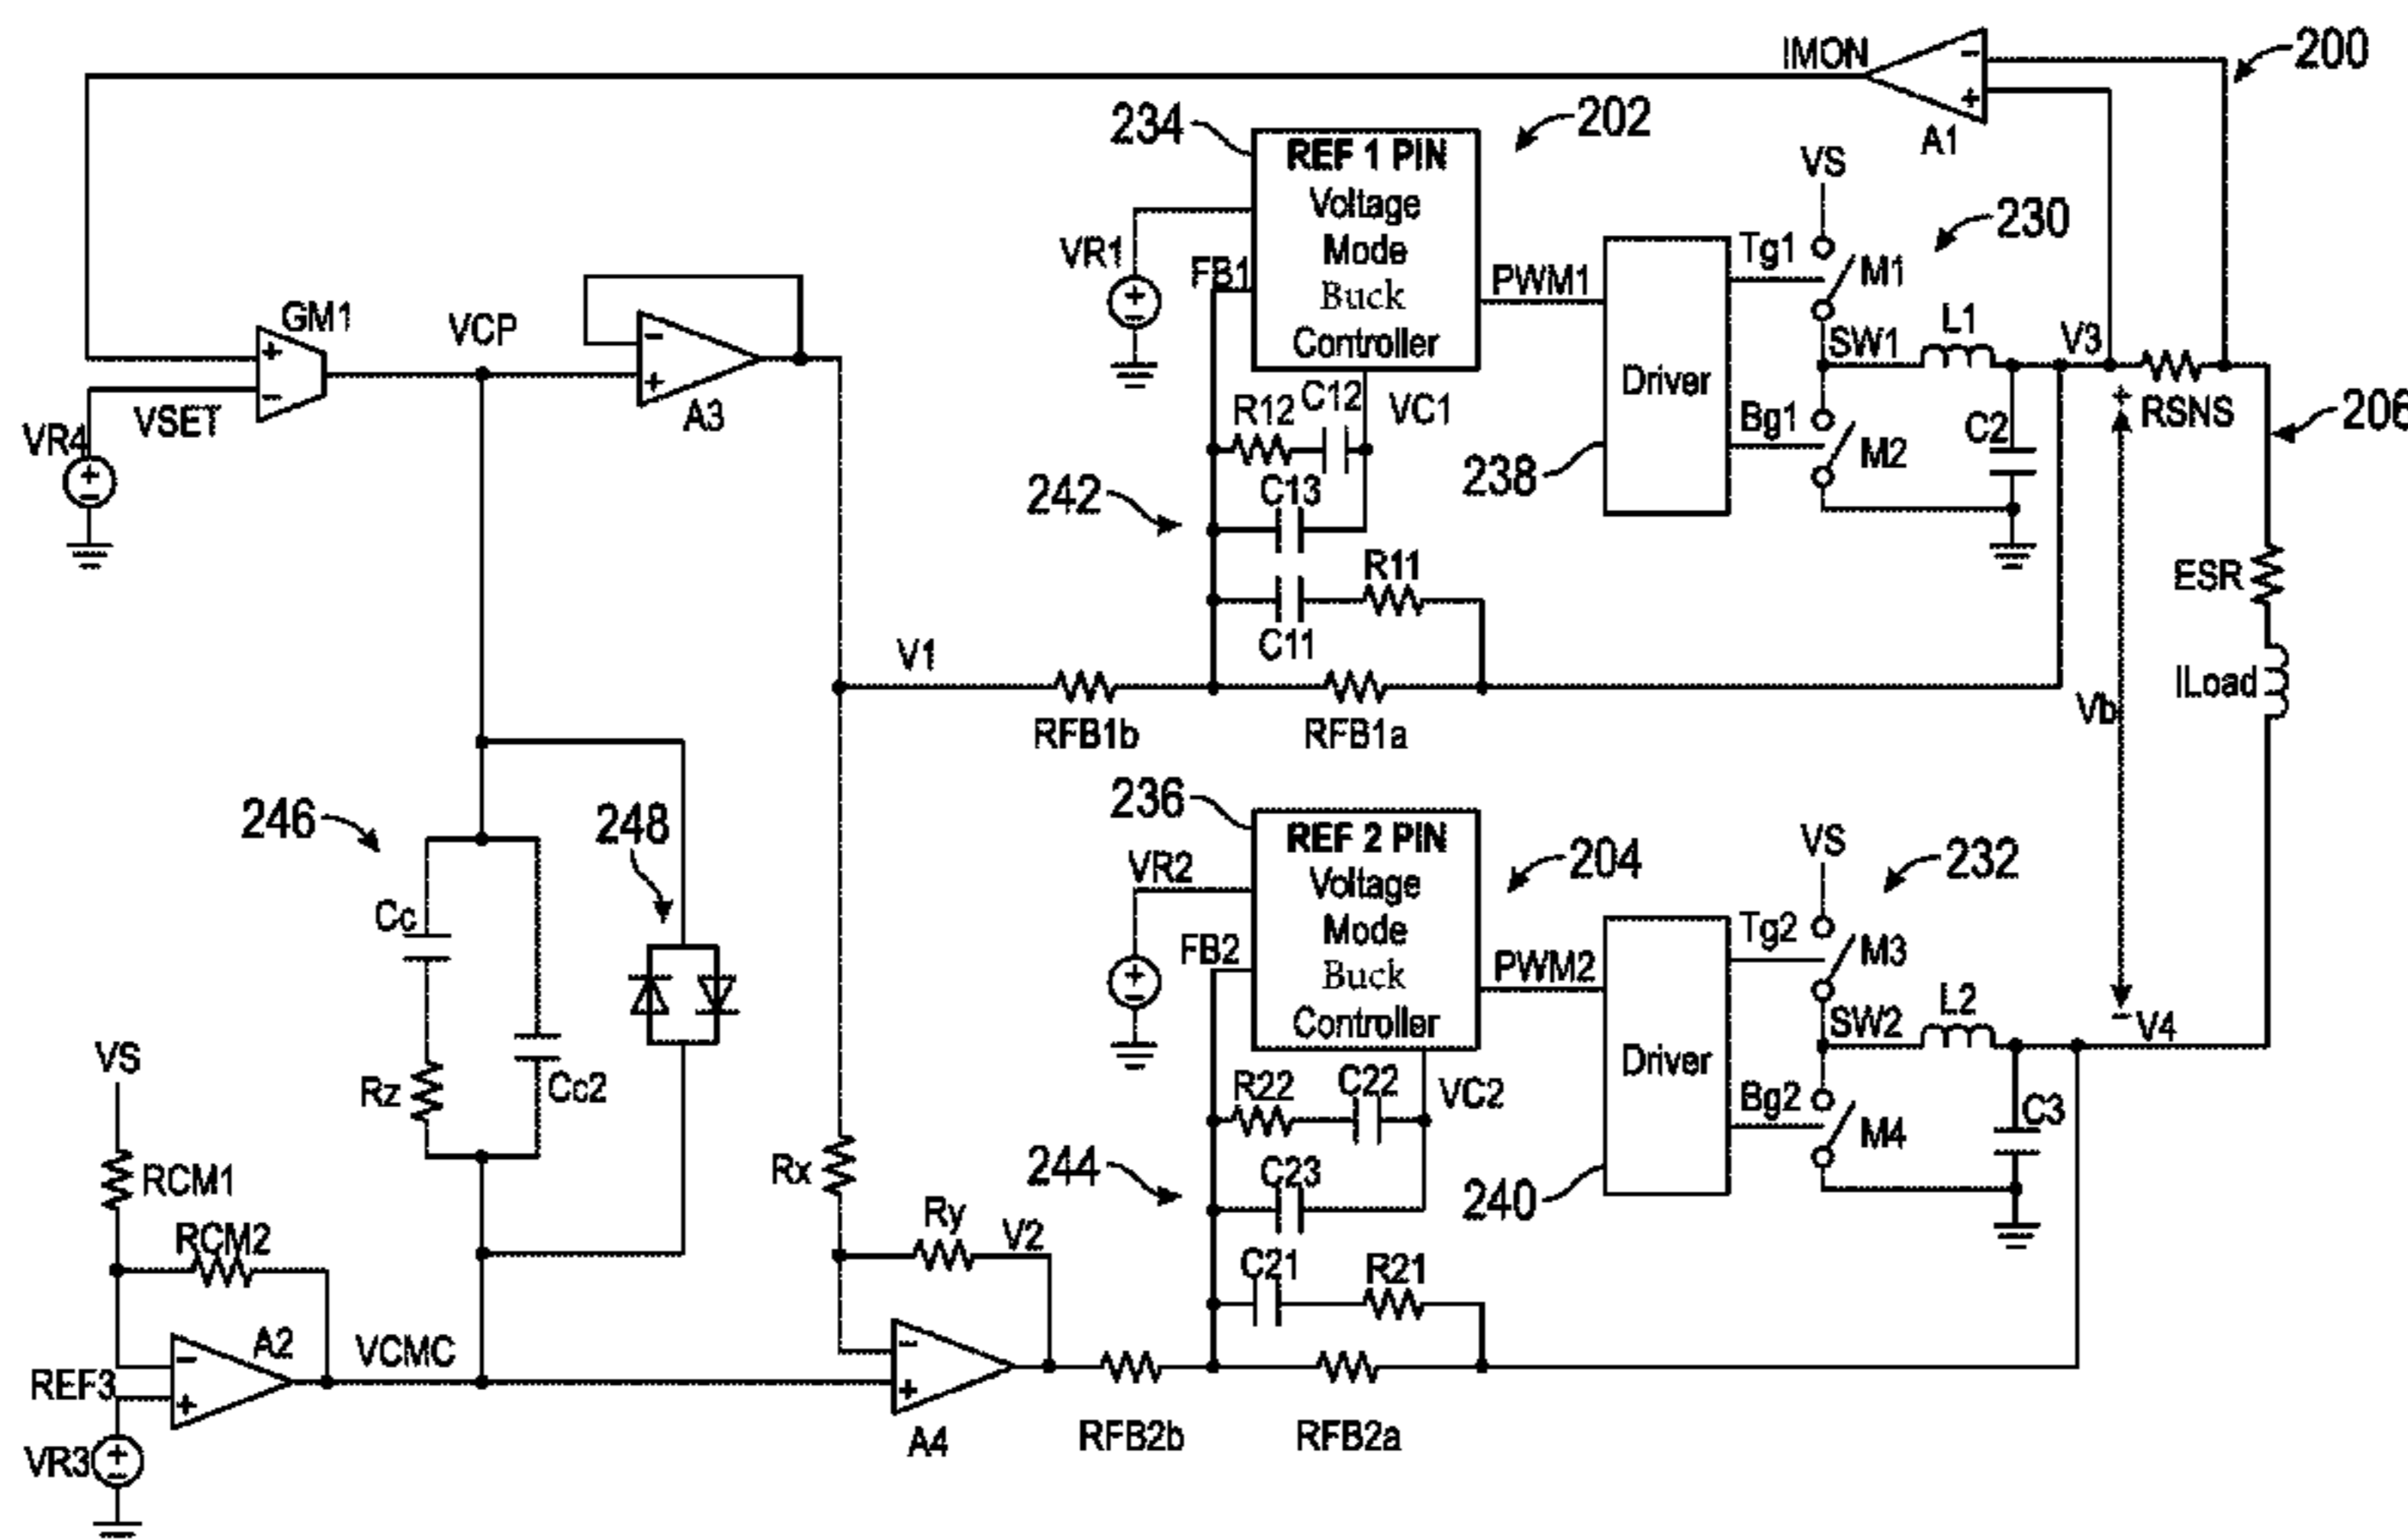 IMON
200
A1
234
REF 1 PIN
Voltage
Mode
Buck
Controller
202
VS
230
VR1
FB1
PWM1
Tg1
M1
GM1
VCP
A3
VSET
VR4
Driver
SW1
L1
V3
RSNS
206
R12
C12
VC1
Bg1
M2
C2
238
242
C13
R11
C11
ESR
ILoad
V1
RFB1b
RFB1a
Vb
236
REF 2 PIN
Voltage
Mode
Buck
Controller
204
VS
232
246
248
VR2
FB2
PWM2
Tg2
M3
Cc
Rz
Cc2
Driver
SW2
L2
V4
VS
RCM1
RCM2
Rx
Ry
V2
R22
C22
VC2
Bg2
M4
C3
244
C23
240
C21
R21
A2
VCMC
REF3
VR3
A4
RFB2b
RFB2a